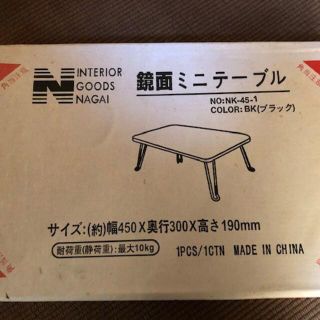 INTERIOR
GOODS
NAGAI
鏡面ミニテーブル
NO:NK-45-1
COLOR: BK(ブラック)
サイズ:(約)幅450X奥行300X高さ190mm
耐荷重(静荷重):最大10kg
1PCS/1CTN MADE IN CHINA